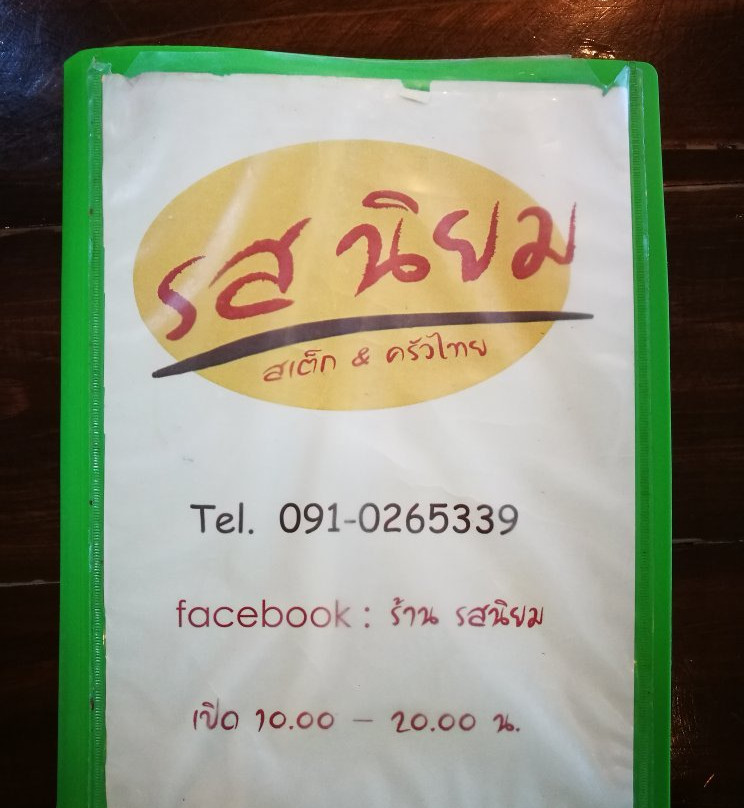 รสนิยม
สเต็ก & ครัวไทย
Tel. 091-0265339
facebook : ร้าน รสนิยม
เปิด 10.00 – 20.00 น.